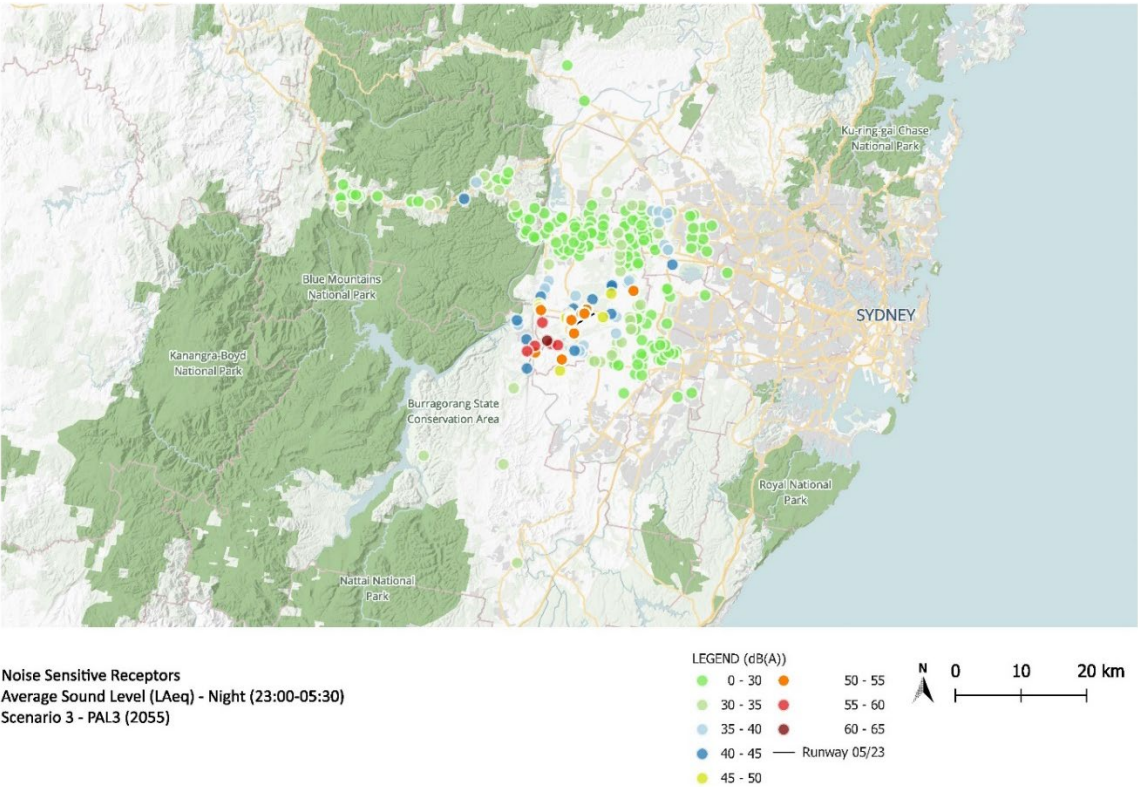 Ku-ring-gai Chase
National Park
Blue Mountains
National Park
SYDNEY
Kanangra-Boyd
National Park
Burragorang State
Conservation Area
Royal National
Park
Nattai National
Park
Noise Sensitive Receptors
Average Sound Level (LAeq) - Night (23:00-05:30)
Scenario 3 - PAL3 (2055)
LEGEND (dB(A))
0 - 30
50 - 55
30 - 35
55 - 60
35 - 40
60 - 65
40 - 45
Runway 05/23
45 - 50
N
0 10 20 km